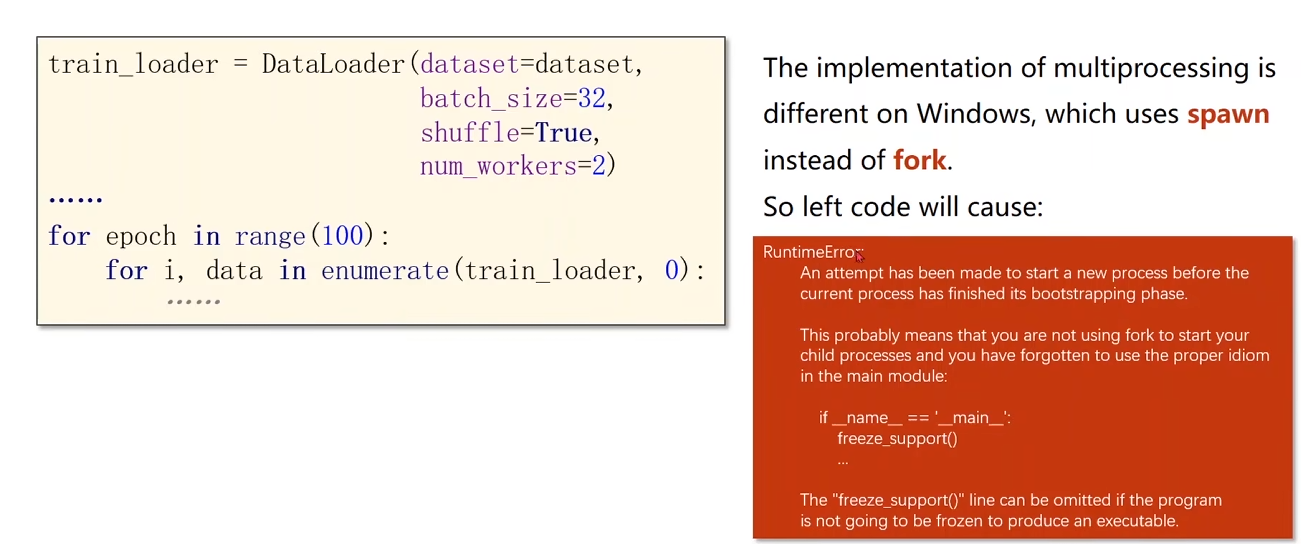 train_loader = DataLoader(dataset=dataset,
batch_size=32,
shuffle=True,
num_workers=2)
......
for epoch in range(100):
for i, data in enumerate(train_loader, 0):
......
The implementation of multiprocessing is
different on Windows, which uses spawn
instead of fork.
So left code will cause:
RuntimeError:
An attempt has been made to start a new process before the
current process has finished its bootstrapping phase.
This probably means that you are not using fork to start your
child processes and you have forgotten to use the proper idiom
in the main module:
if __name__ == '__main__':
freeze_support()
...
The "freeze_support()" line can be omitted if the program
is not going to be frozen to produce an executable.